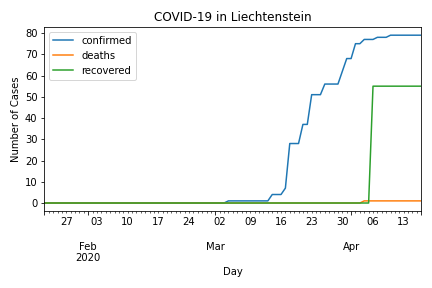 COVID-19 in Liechtenstein
confirmed
deaths
recovered
Number of Cases
80
70
60
50
40
30
20
10
0
27 03 10 17 24 02 09 16 23 30 06 13
Feb Mar Apr
2020
Day